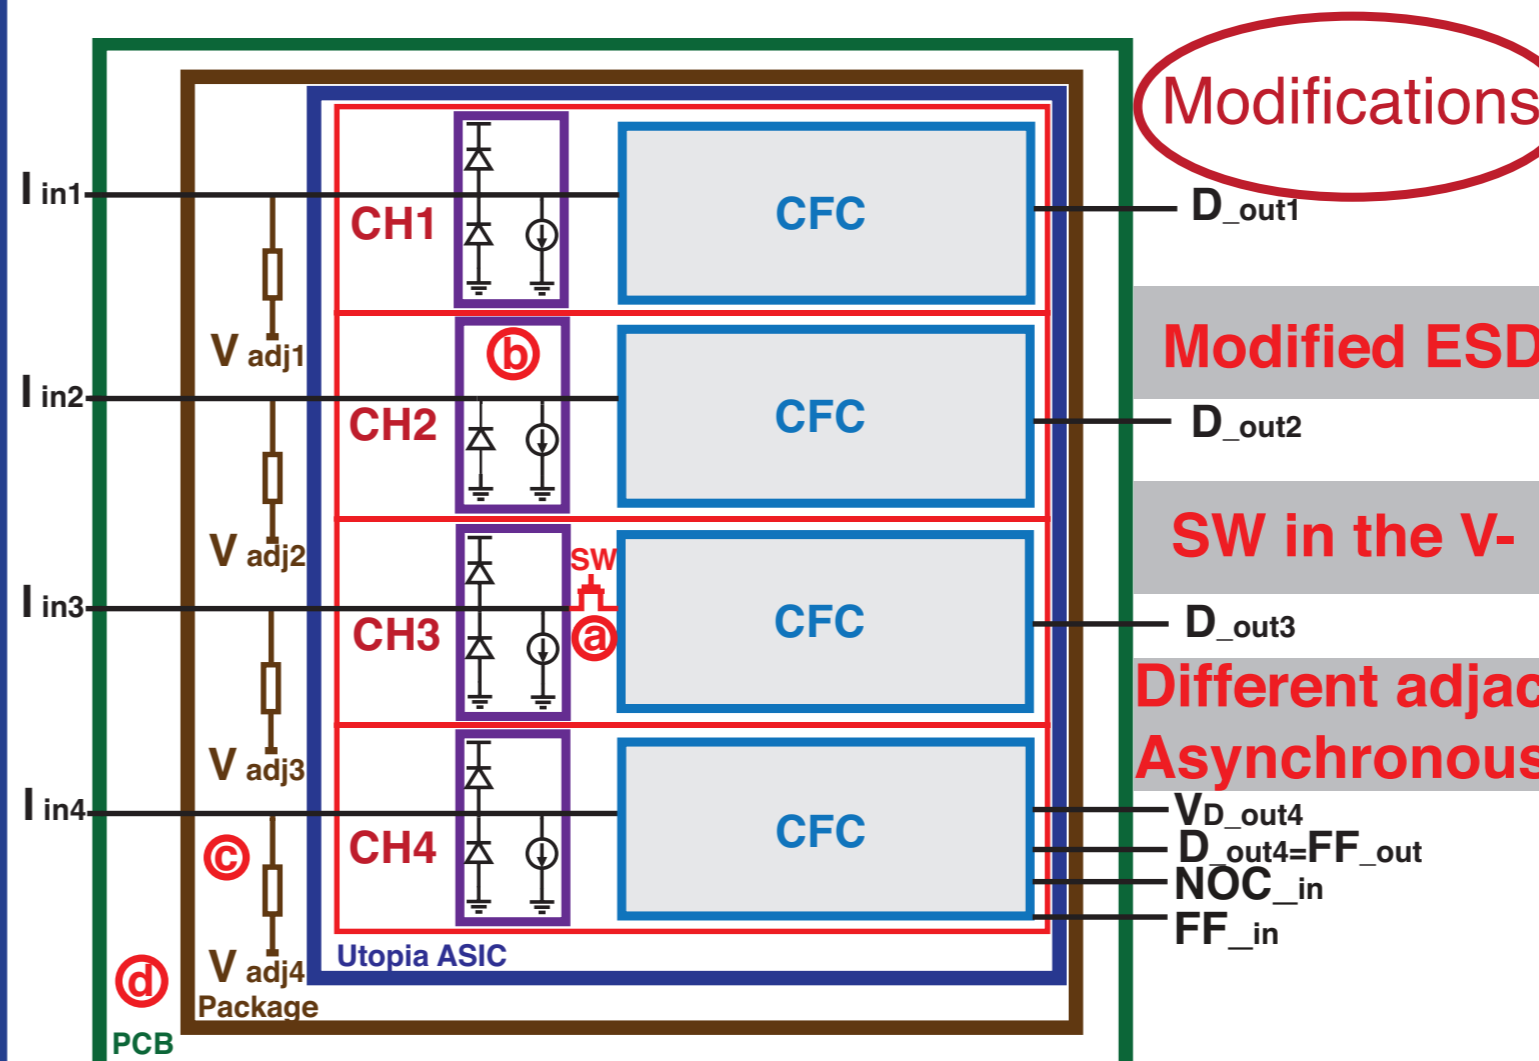 Modifications
I in1
CH1
CFC
D_out1
V adj1
b
Modified ESD
I in2
CH2
CFC
D_out2
V adj2
SW
SW in the V-
I in3
a
CH3
CFC
D_out3
V adj3
Different adjac
Asynchronous
I in4
c
CH4
CFC
VD_out4
D_out4=FF_out
NOC_in
FF_in
V adj4
Utopia ASIC
d
Package
PCB